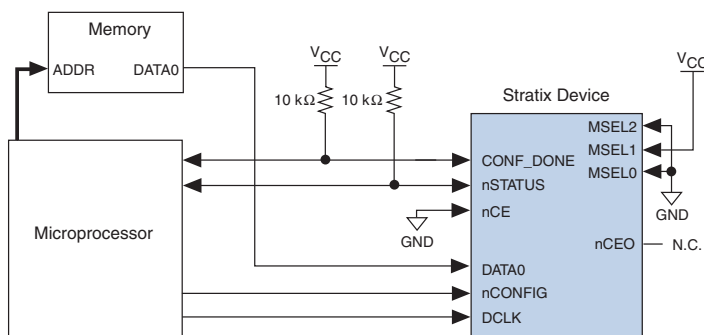 Memory
ADDR DATA0
VCC VCC
10 kΩ 10 kΩ
VCC
Stratix Device
MSEL2
MSEL1
MSEL0
CONF_DONE
nSTATUS
nCE
GND
GND
Microprocessor
nCEO N.C.
DATA0
nCONFIG
DCLK